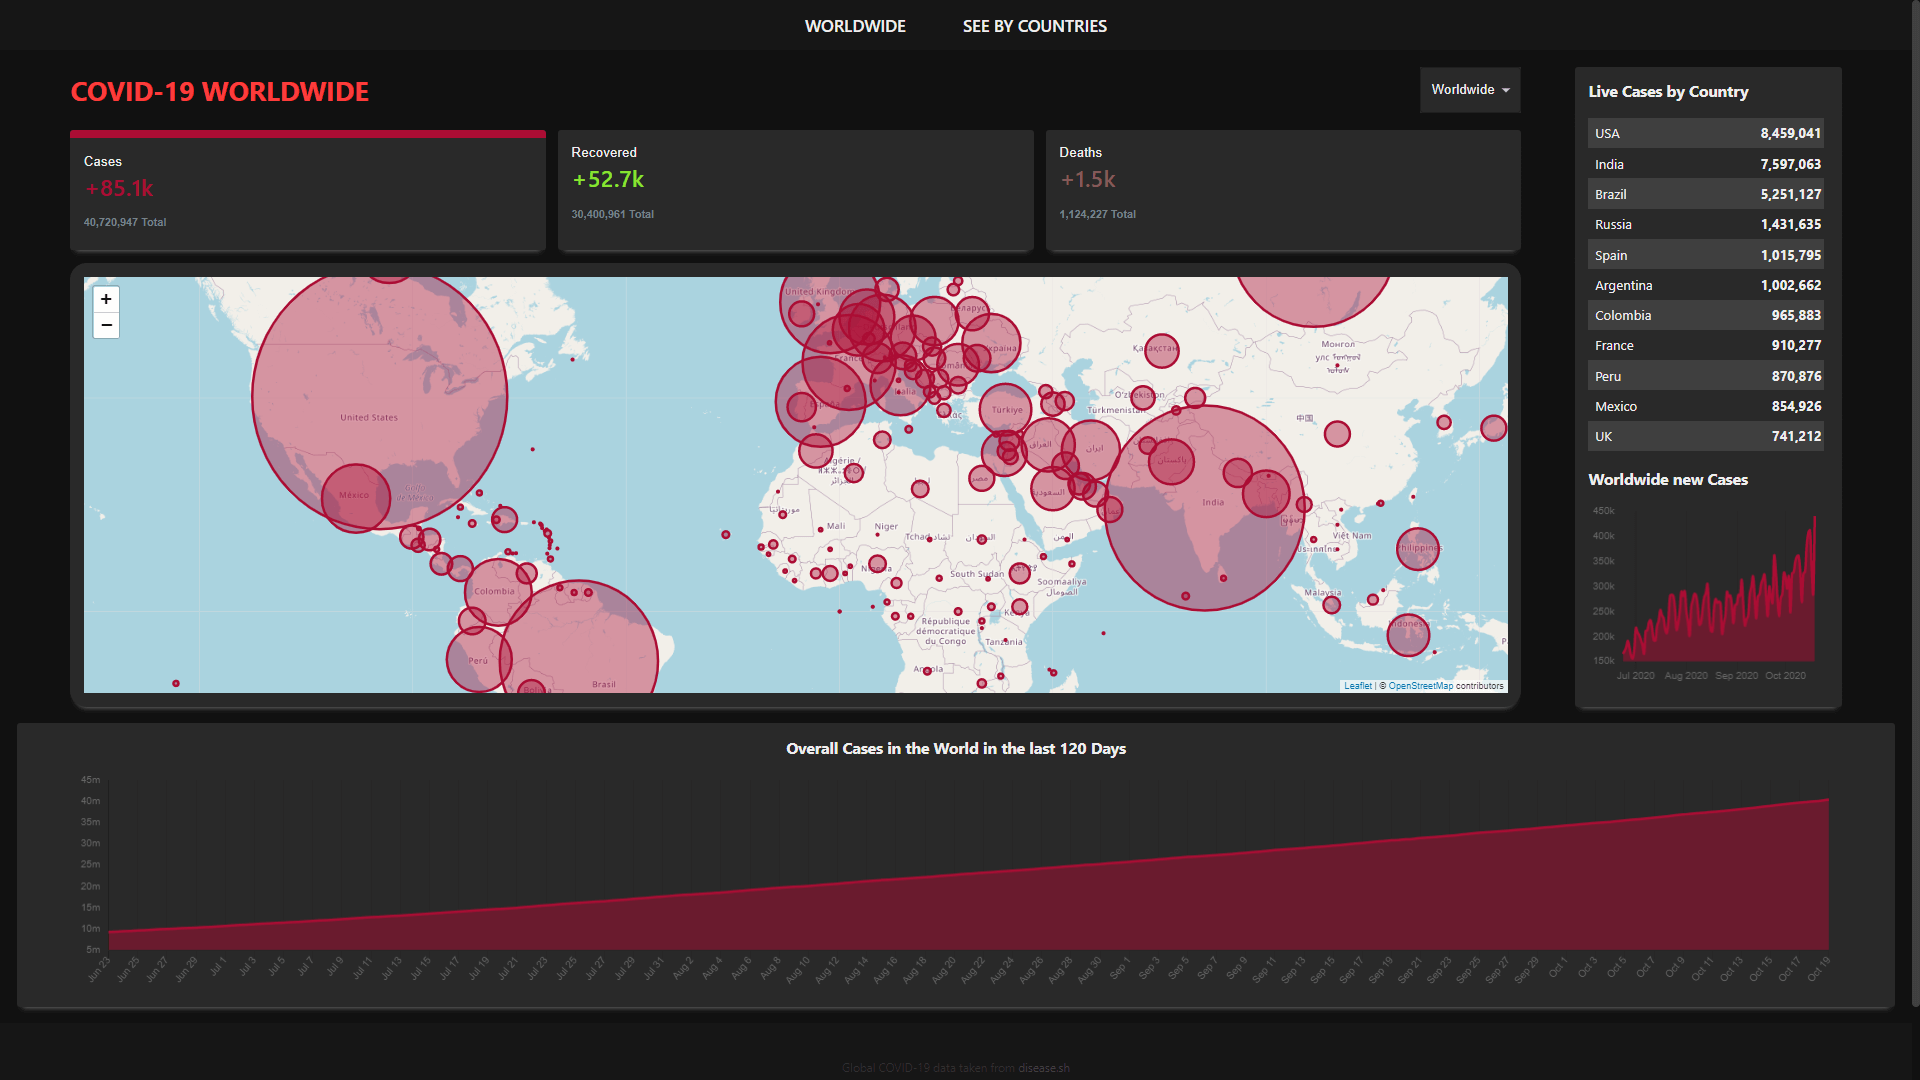 WORLDWIDE SEE BY COUNTRIES
COVID-19 WORLDWIDE
Worldwide
Cases
+85.1k
40,720,947 Total
Recovered
+52.7k
30,400,961 Total
Deaths
+1.5k
1,124,227 Total
+
−
United Kingdom
Беларусь
France
Україна
Қазақстан
Монгол
улс
United States
España
Italia
Türkiye
O'zbekiston
Türkmenistan
中国
العراق
ایران
پاکستان
México
Golfo
de México
Algérie /
الجزائر
مصر
السعودية
India
Mali
Niger
Việt Nam
Philippines
Colombia
South Sudan
Soomaaliya
الصومال
Malaysia
Indonesia
République
démocratique
du Congo
Kenya
Tanzania
Perú
Brasil
Bolivia
Angola
Leaflet | © OpenStreetMap contributors
Live Cases by Country
USA 8,459,041
India 7,597,063
Brazil 5,251,127
Russia 1,431,635
Spain 1,015,795
Argentina 1,002,662
Colombia 965,883
France 910,277
Peru 870,876
Mexico 854,926
UK 741,212
Worldwide new Cases
450k
400k
350k
300k
250k
200k
150k
Jul 2020 Aug 2020 Sep 2020 Oct 2020
Overall Cases in the World in the last 120 Days
45m
40m
35m
30m
25m
20m
15m
10m
5m
Jun 23 Jun 25 Jun 27 Jun 29 Jul 1 Jul 3 Jul 5 Jul 7 Jul 9 Jul 11 Jul 13 Jul 15 Jul 17 Jul 19 Jul 21 Jul 23 Jul 25 Jul 27 Jul 29 Jul 31 Aug 2 Aug 4 Aug 6 Aug 8 Aug 10 Aug 12 Aug 14 Aug 16 Aug 18 Aug 20 Aug 22 Aug 24 Aug 26 Aug 28 Aug 30 Sep 1 Sep 3 Sep 5 Sep 7 Sep 9 Sep 11 Sep 13 Sep 15 Sep 17 Sep 19 Sep 21 Sep 23 Sep 25 Sep 27 Sep 29 Oct 1 Oct 3 Oct 5 Oct 7 Oct 9 Oct 11 Oct 13 Oct 15 Oct 17 Oct 19
Global COVID-19 data taken from disease.sh